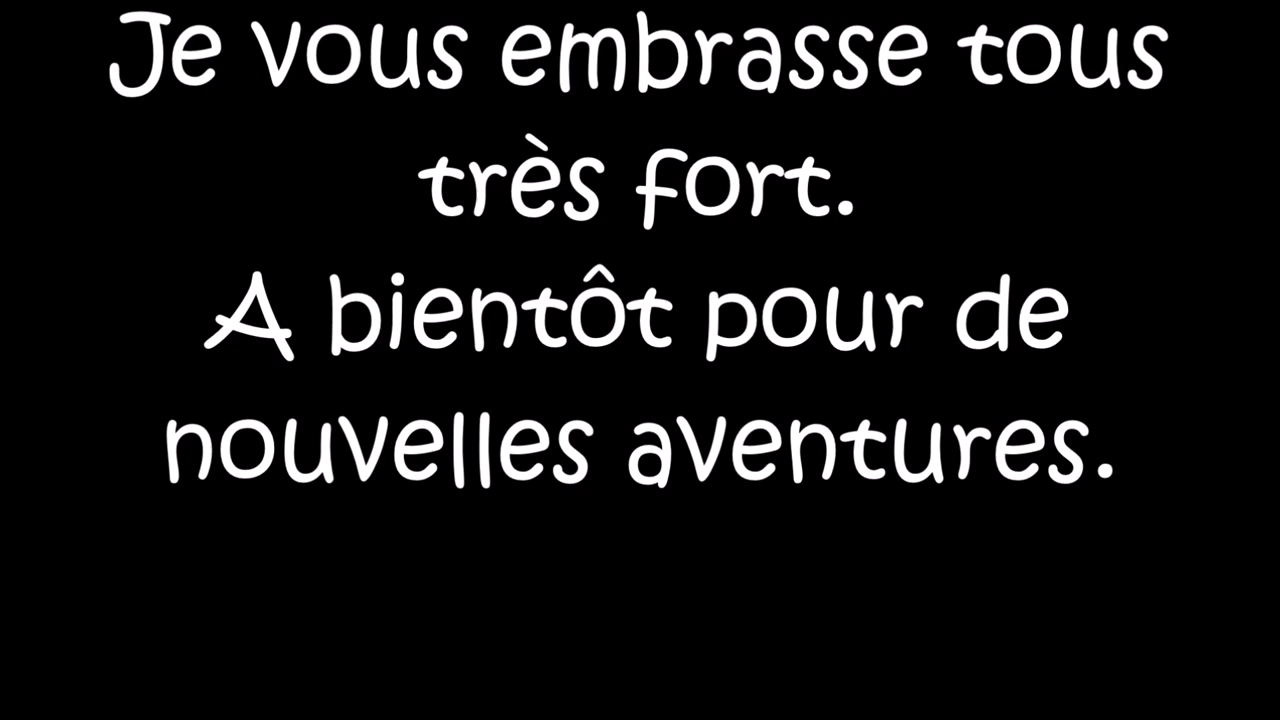 Je vous embrasse tous
très fort.
A bientôt pour de
nouvelles aventures.